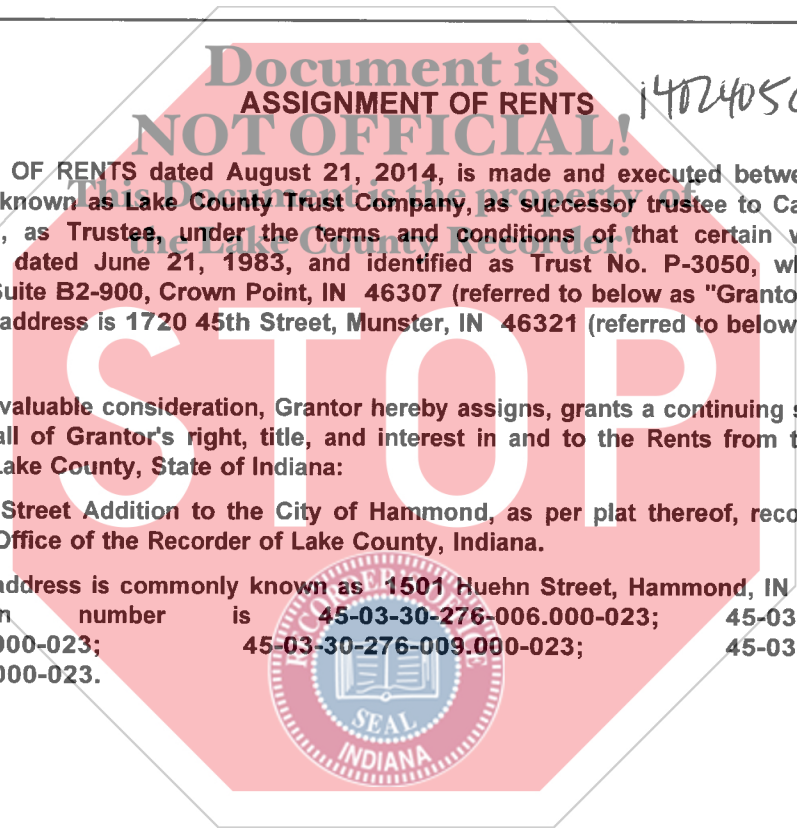 Document is
ASSIGNMENT OF RENTS
NOT OFFICIAL!
OF RENTS dated August 21, 2014, is made and executed betwe
This Document is the property of
known as Lake County Trust Company, as successor trustee to Ca
, as Trustee, under the terms and conditions of that certain w
the Lake County Recorder!
dated June 21, 1983, and identified as Trust No. P-3050, wh
Suite B2-900, Crown Point, IN 46307 (referred to below as "Granto
address is 1720 45th Street, Munster, IN 46321 (referred to below
STOP
valuable consideration, Grantor hereby assigns, grants a continuing s
all of Grantor's right, title, and interest in and to the Rents from t
Lake County, State of Indiana:
Street Addition to the City of Hammond, as per plat thereof, reco
Office of the Recorder of Lake County, Indiana.
address is commonly known as 1501 Huehn Street, Hammond, IN
n number is 45-03-30-276-006.000-023; 45-03
000-023; 45-03-30-276-009.000-023; 45-03
000-023.
RECORDER'S OFFICE
SEAL
INDIANA